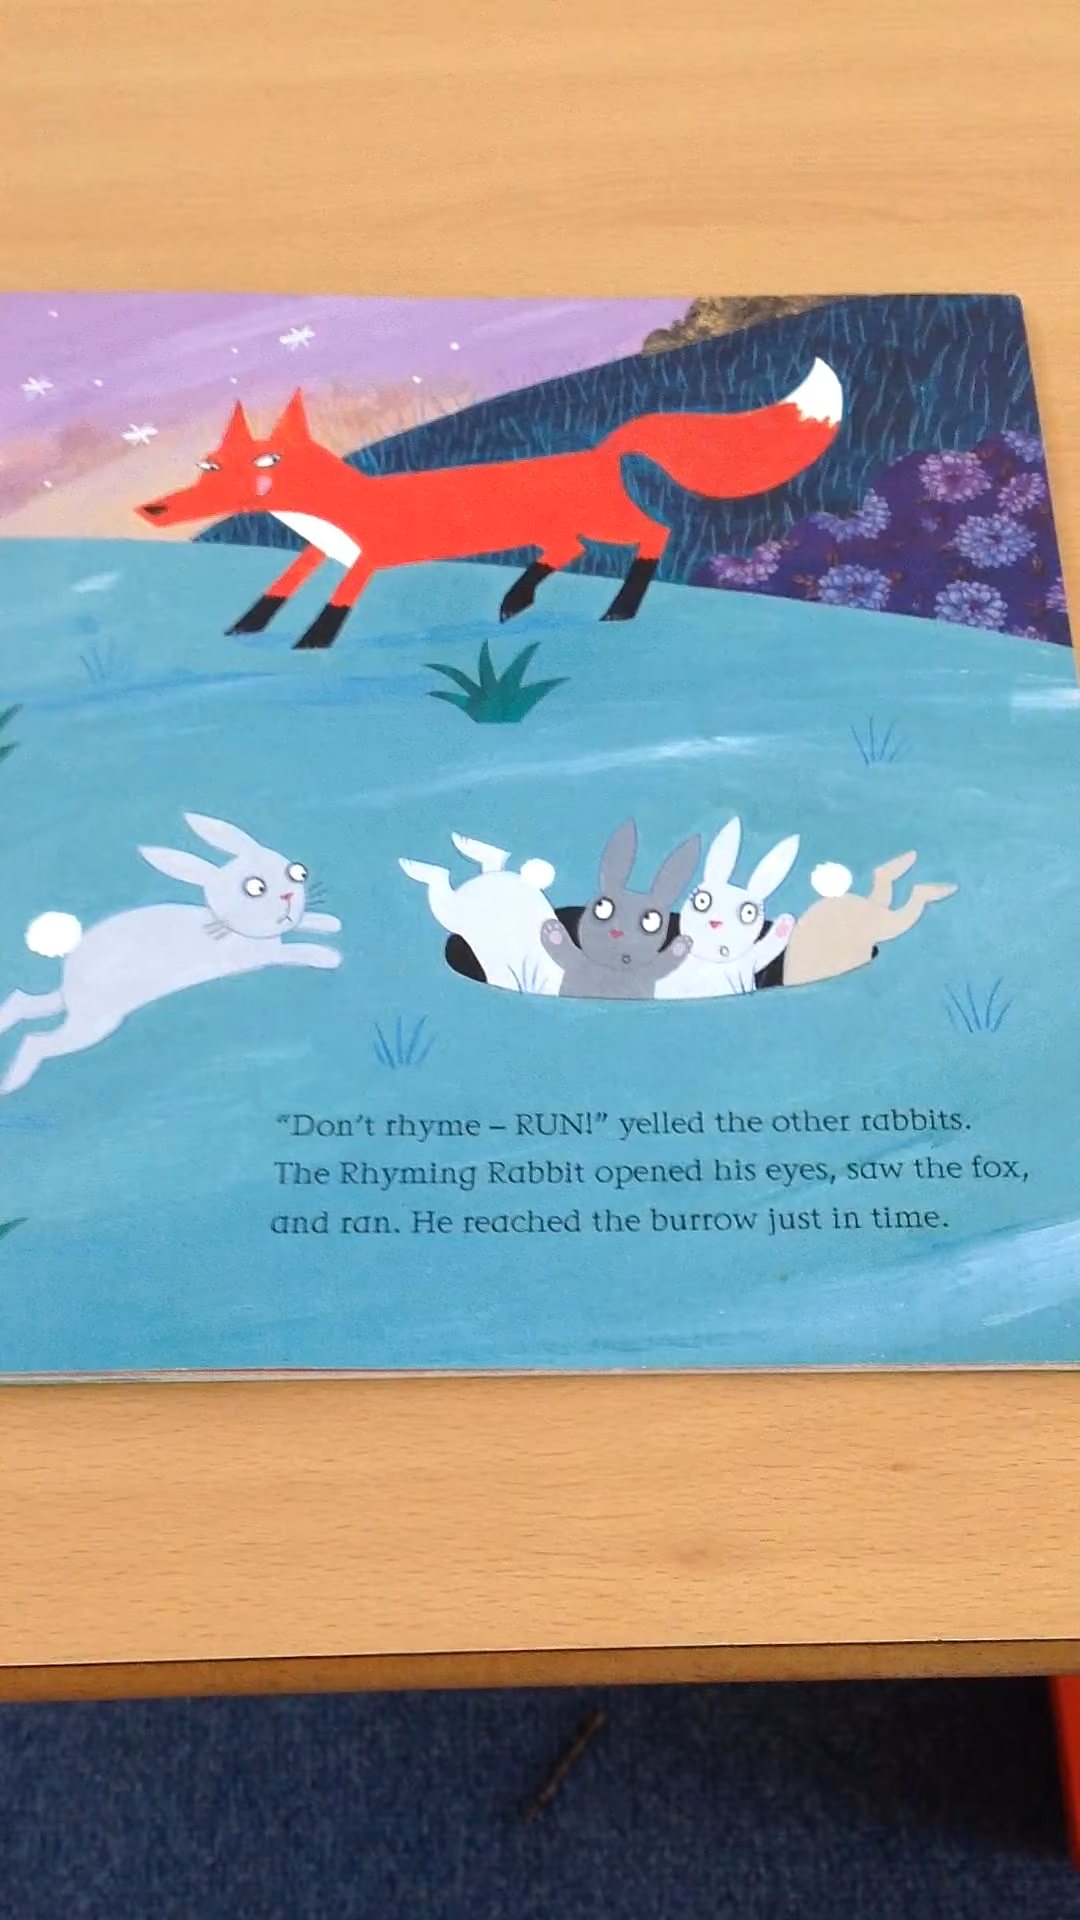 “Don't rhyme – RUN!” yelled the other rabbits.
The Rhyming Rabbit opened his eyes, saw the fox,
and ran. He reached the burrow just in time.